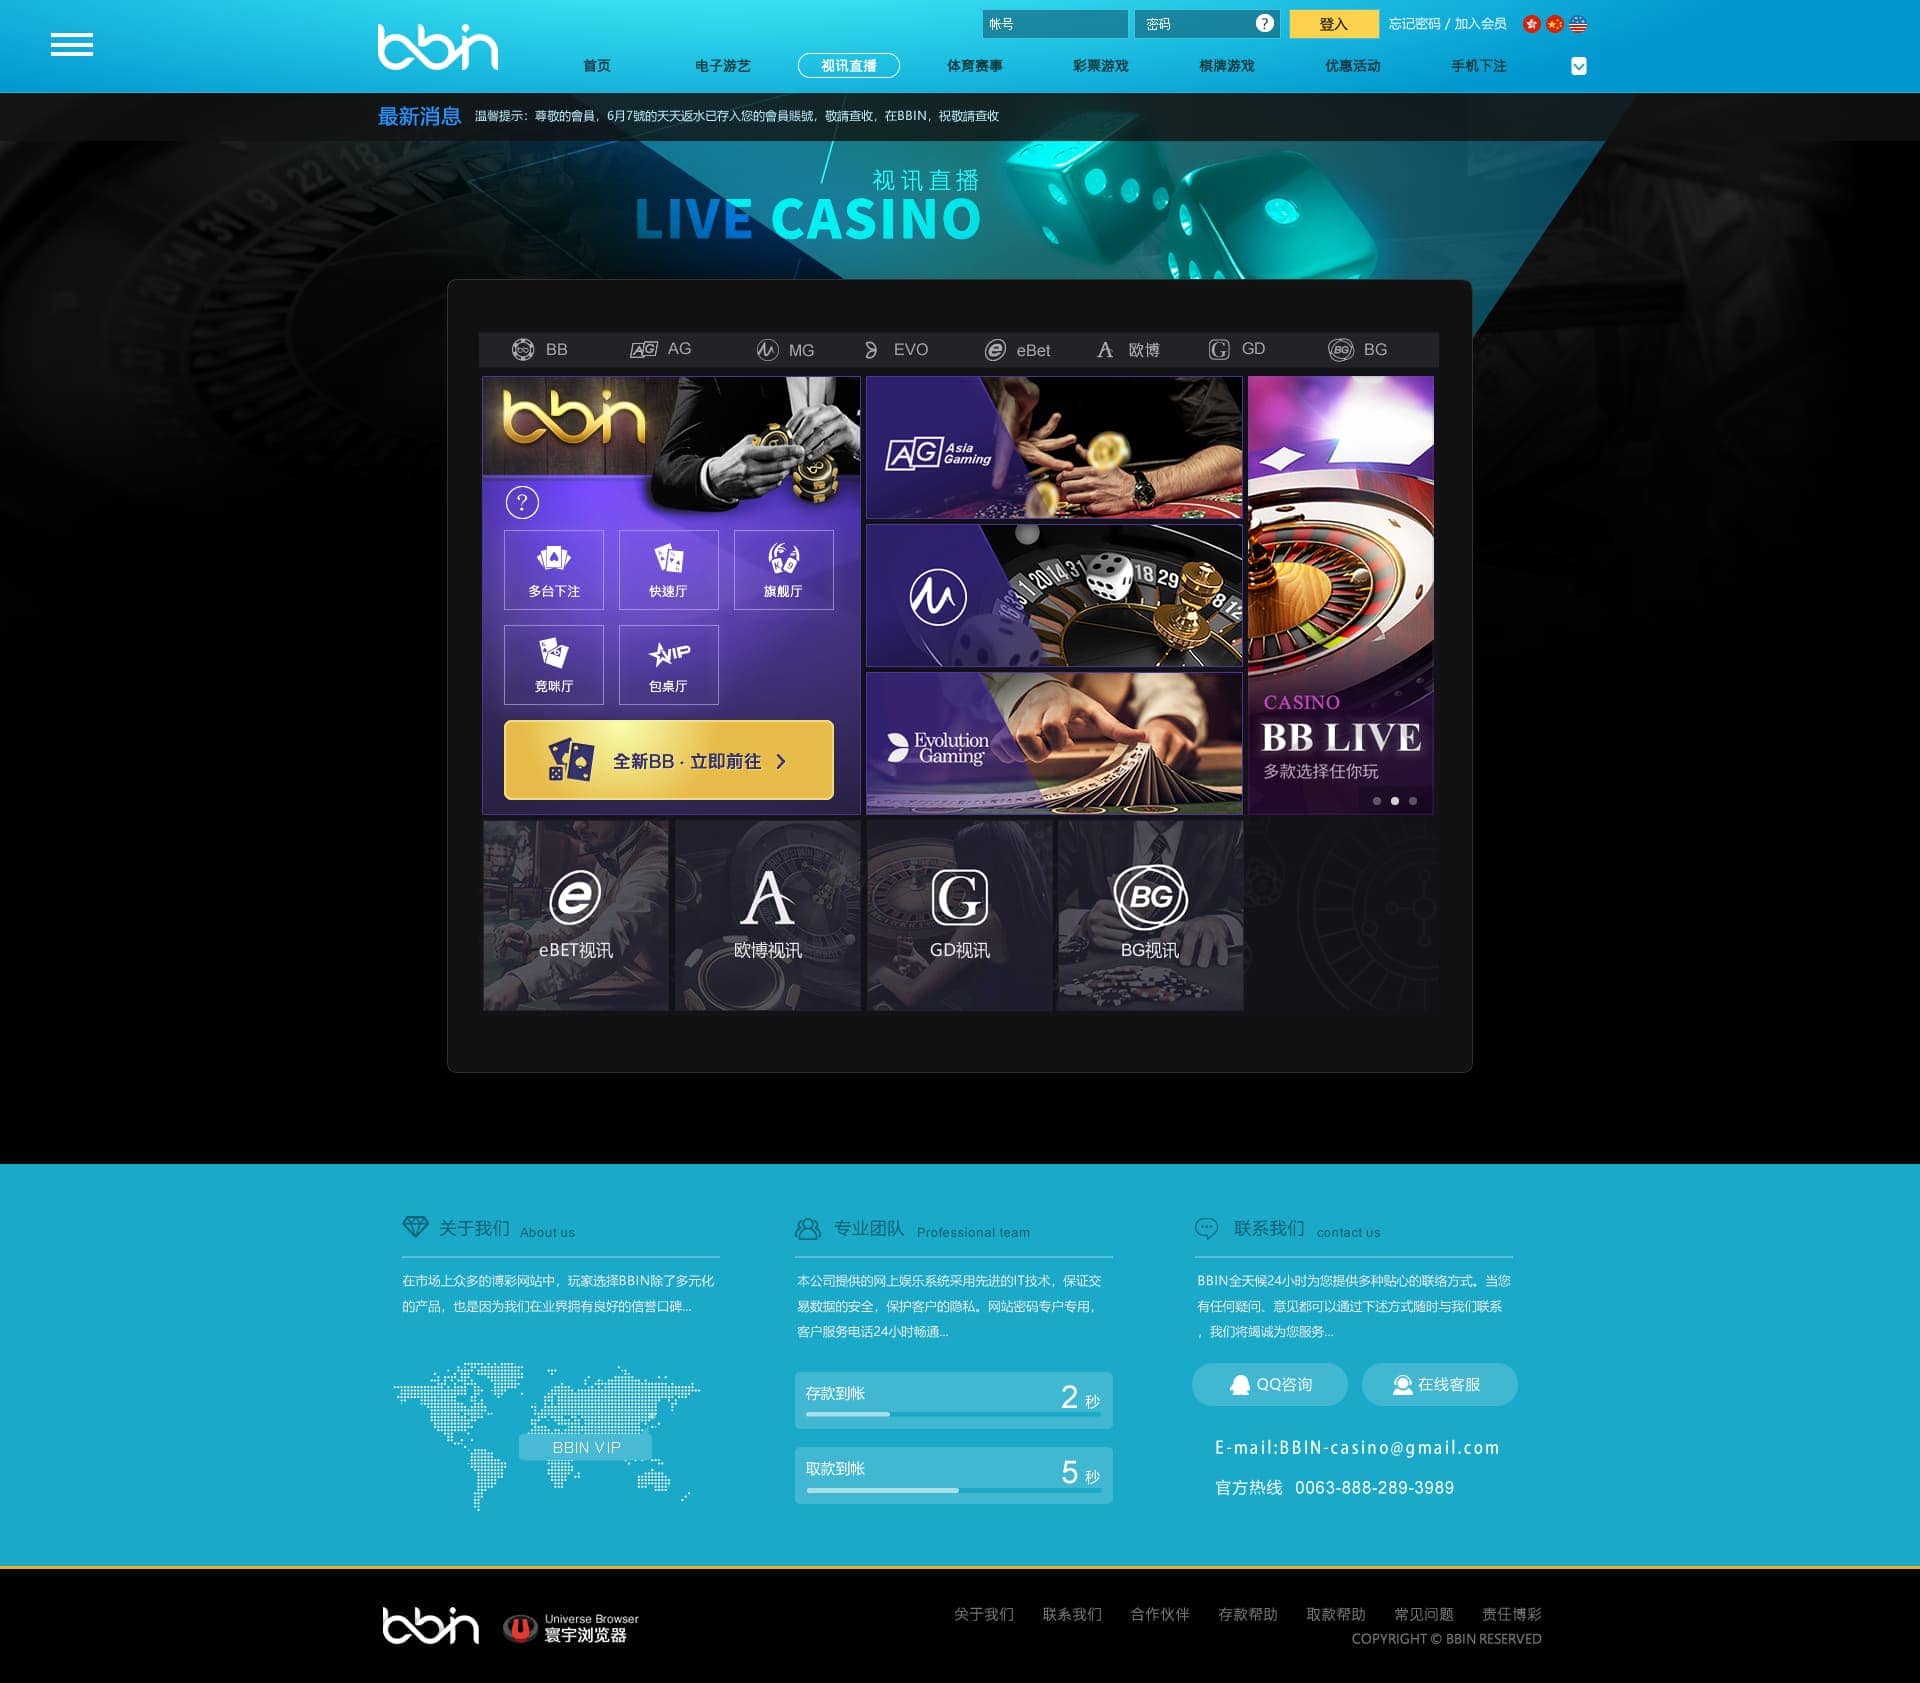 bbin
帐号
密码
?
登入
忘记密码 / 加入会员
首页
电子游艺
视讯直播
体育赛事
彩票游戏
棋牌游戏
优惠活动
手机下注
最新消息
温馨提示：尊敬的會員，6月7號的天天返水已存入您的會員賬號，敬請查收，在BBIN，祝敬請查收
视讯直播
LIVE CASINO
BB
AG
MG
EVO
eBet
欧博
GD
BG
bbin
?
多台下注
快速厅
旗舰厅
竞咪厅
VIP
包桌厅
全新BB · 立即前往
AG Asia Gaming
Evolution Gaming
CASINO
BB LIVE
多款选择任你玩
eBET视讯
欧博视讯
GD视讯
BG
BG视讯
关于我们 About us
在市场上众多的博彩网站中，玩家选择BBIN除了多元化
的产品，也是因为我们在业界拥有良好的信誉口碑...
BBIN VIP
专业团队 Professional team
本公司提供的网上娱乐系统采用先进的IT技术，保证交
易数据的安全，保护客户的隐私。网站密码专户专用，
客户服务电话24小时畅通...
存款到帐 2 秒
取款到帐 5 秒
联系我们 contact us
BBIN全天候24小时为您提供多种贴心的联络方式。当您
有任何疑问、意见都可以通过下述方式随时与我们联系
，我们将竭诚为您服务...
QQ咨询
在线客服
E-mail:BBIN-casino@gmail.com
官方热线 0063-888-289-3989
bbin
Universe Browser
寰宇浏览器
关于我们 联系我们 合作伙伴 存款帮助 取款帮助 常见问题 责任博彩
COPYRIGHT © BBIN RESERVED